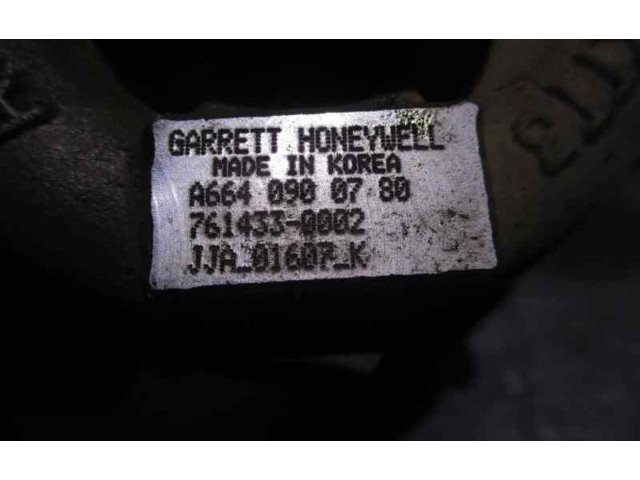 GARRETT HONEYWELL
MADE IN KOREA
A664 090 07 80
761433-0002
JJA_01607_K